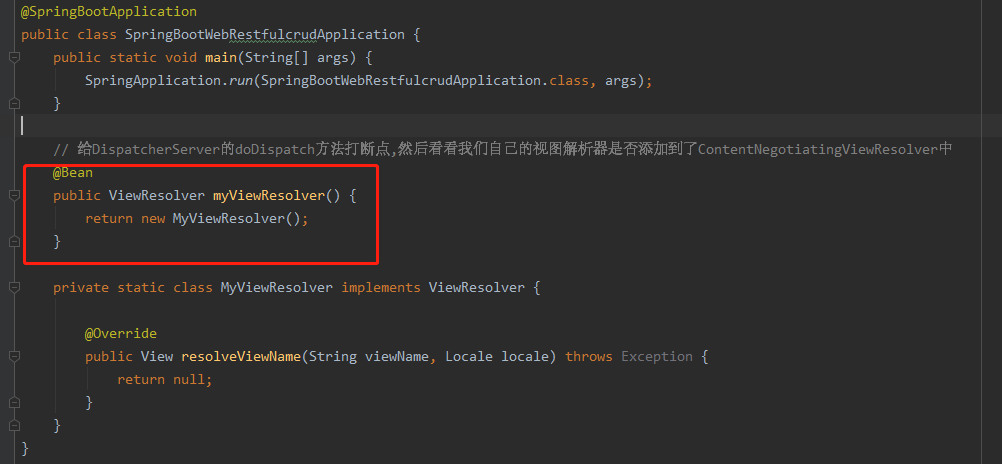 @SpringBootApplication
public class SpringBootWebRestfulcrudApplication {
    public static void main(String[] args) {
        SpringApplication.run(SpringBootWebRestfulcrudApplication.class, args);
    }
    // 给DispatcherServer的doDispatch方法打断点,然后看看我们自己的视图解析器是否添加到了ContentNegotiatingViewResolver中
    @Bean
    public ViewResolver myViewResolver() {
        return new MyViewResolver();
    }
    private static class MyViewResolver implements ViewResolver {
        @Override
        public View resolveViewName(String viewName, Locale locale) throws Exception {
            return null;
        }
    }
}